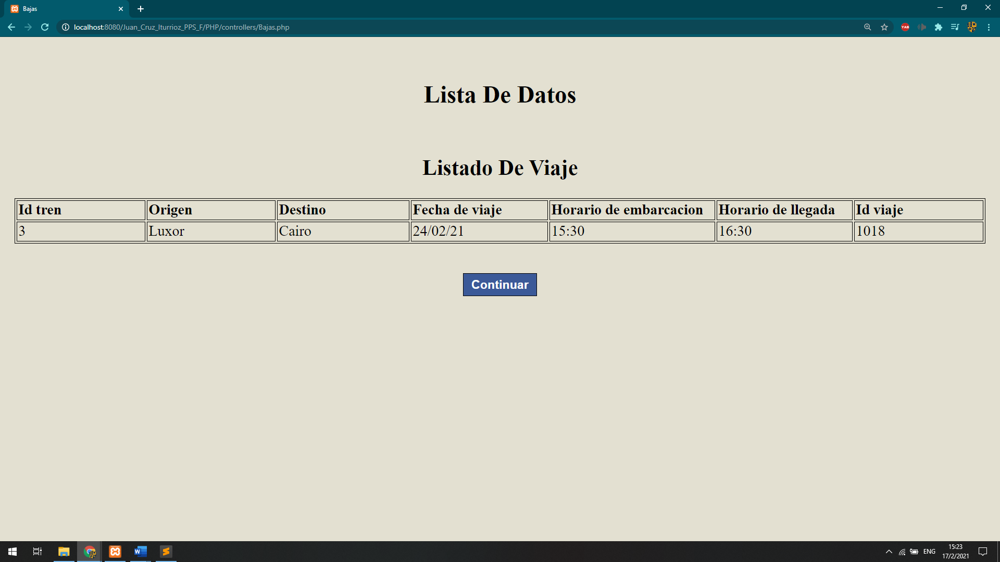 Bajas
localhost:8080/Juan_Cruz_Iturrioz_PPS_F/PHP/controllers/Bajas.php
YAB
Lista De Datos
Listado De Viaje
Id tren Origen Destino Fecha de viaje Horario de embarcacion Horario de llegada Id viaje
3 Luxor Cairo 24/02/21 15:30 16:30 1018
Continuar
ENG
15:23
17/2/2021